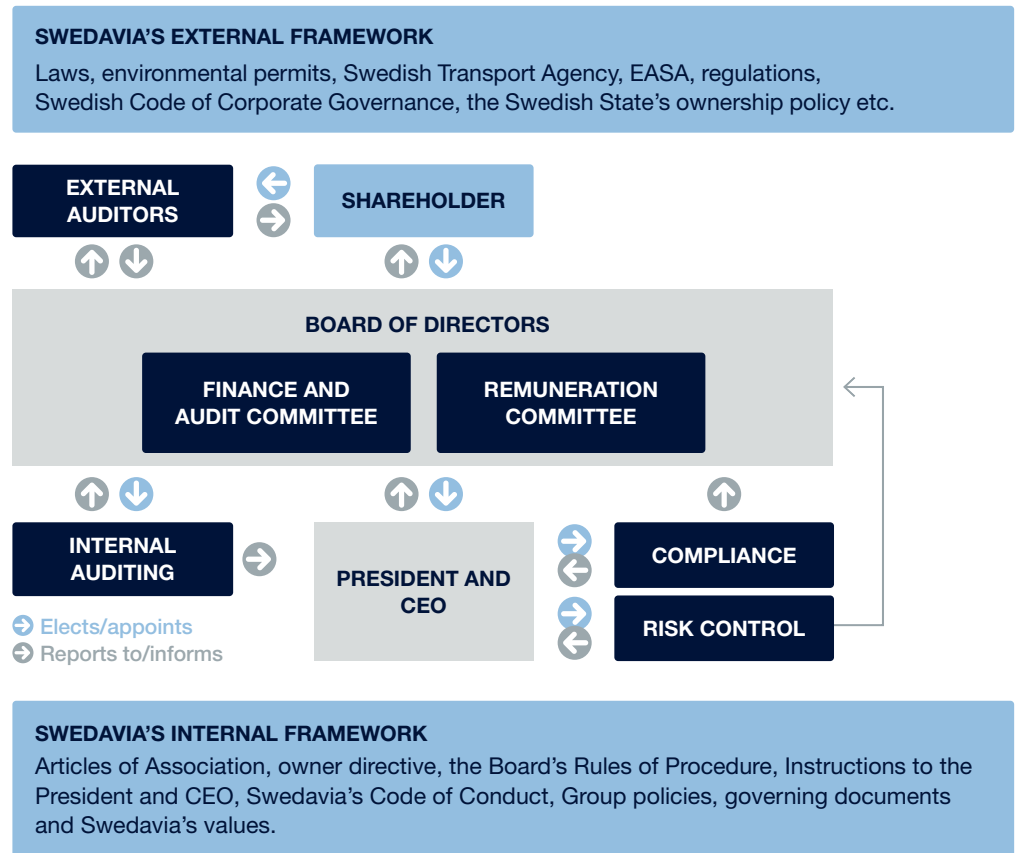 SWEDAVIA’S EXTERNAL FRAMEWORK
Laws, environmental permits, Swedish Transport Agency, EASA, regulations,
Swedish Code of Corporate Governance, the Swedish State’s ownership policy etc.
EXTERNAL
AUDITORS
SHAREHOLDER
BOARD OF DIRECTORS
FINANCE AND
AUDIT COMMITTEE
REMUNERATION
COMMITTEE
INTERNAL
AUDITING
PRESIDENT AND
CEO
COMPLIANCE
RISK CONTROL
Elects/appoints
Reports to/informs
SWEDAVIA’S INTERNAL FRAMEWORK
Articles of Association, owner directive, the Board’s Rules of Procedure, Instructions to the
President and CEO, Swedavia’s Code of Conduct, Group policies, governing documents
and Swedavia’s values.